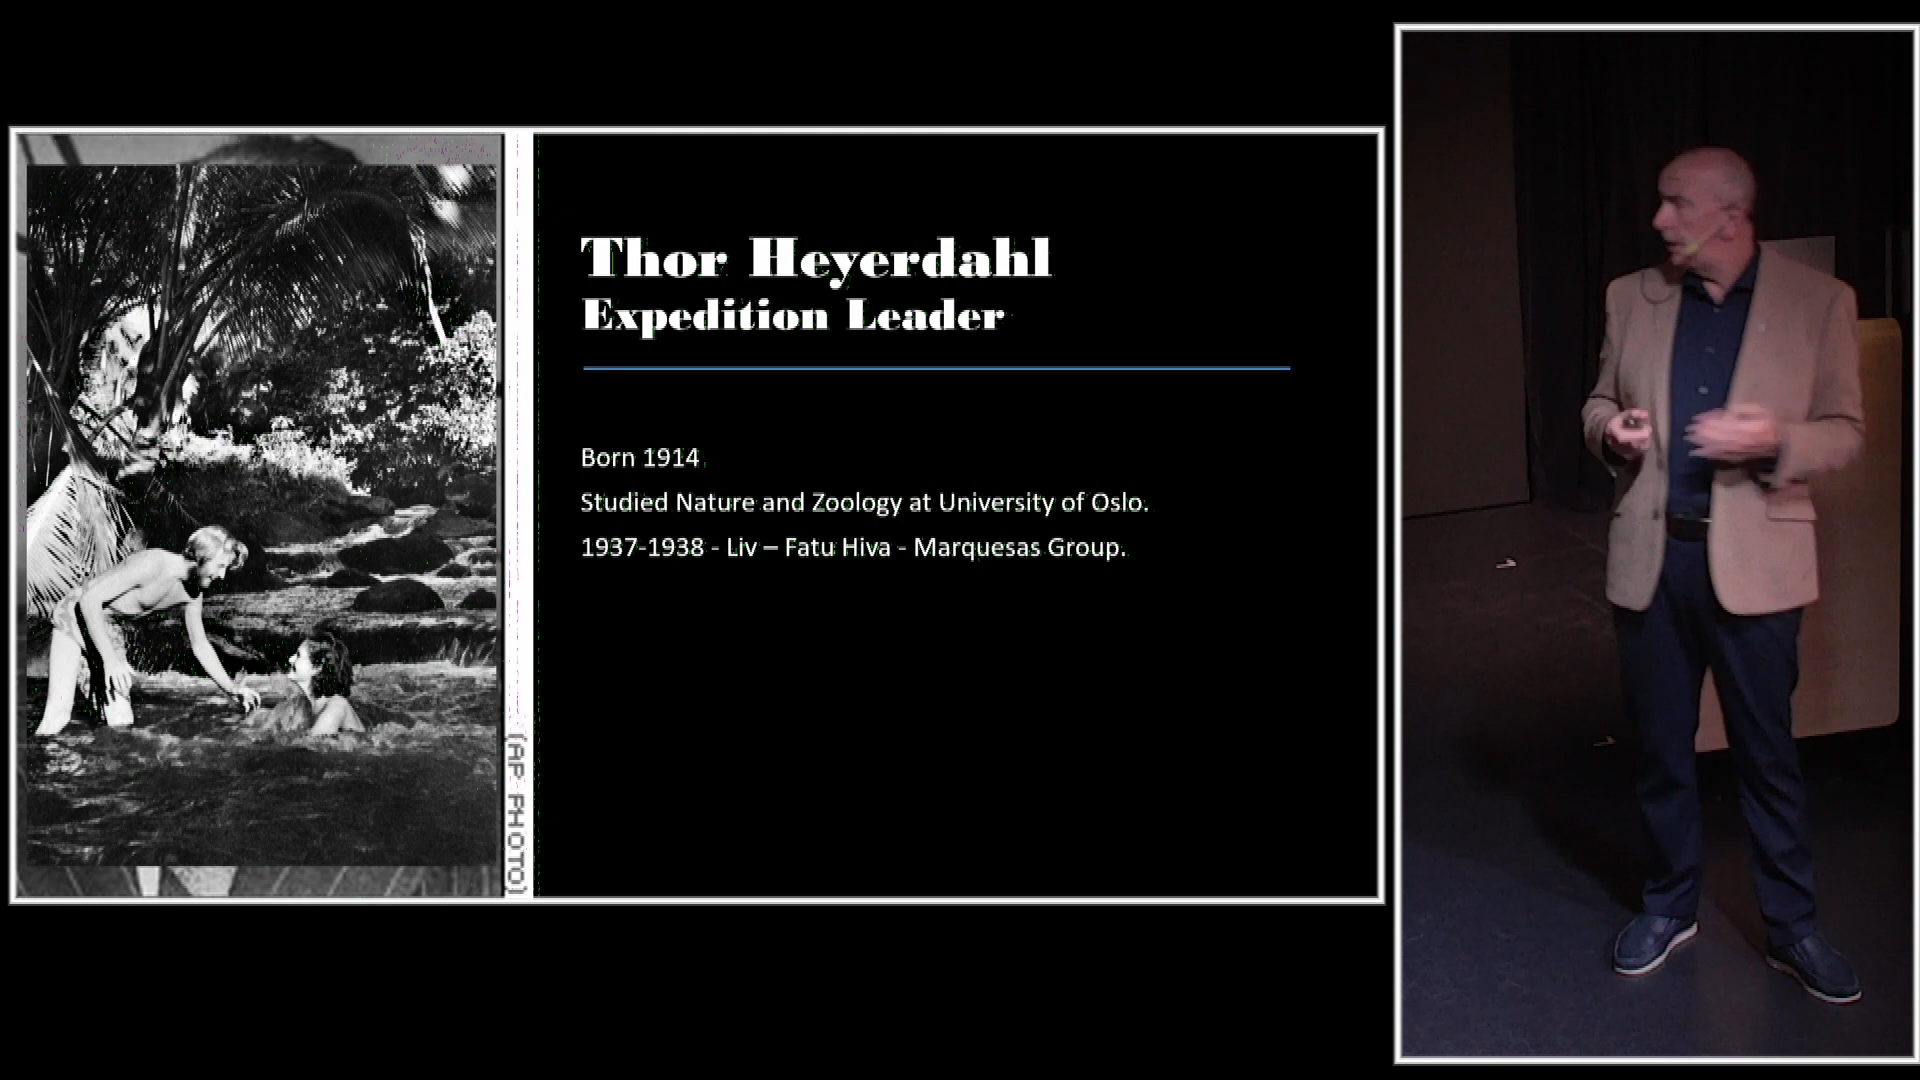 Thor Heyerdahl
Expedition Leader
Born 1914
Studied Nature and Zoology at University of Oslo.
1937-1938 - Liv – Fatu Hiva - Marquesas Group.
(AP PHOTO)